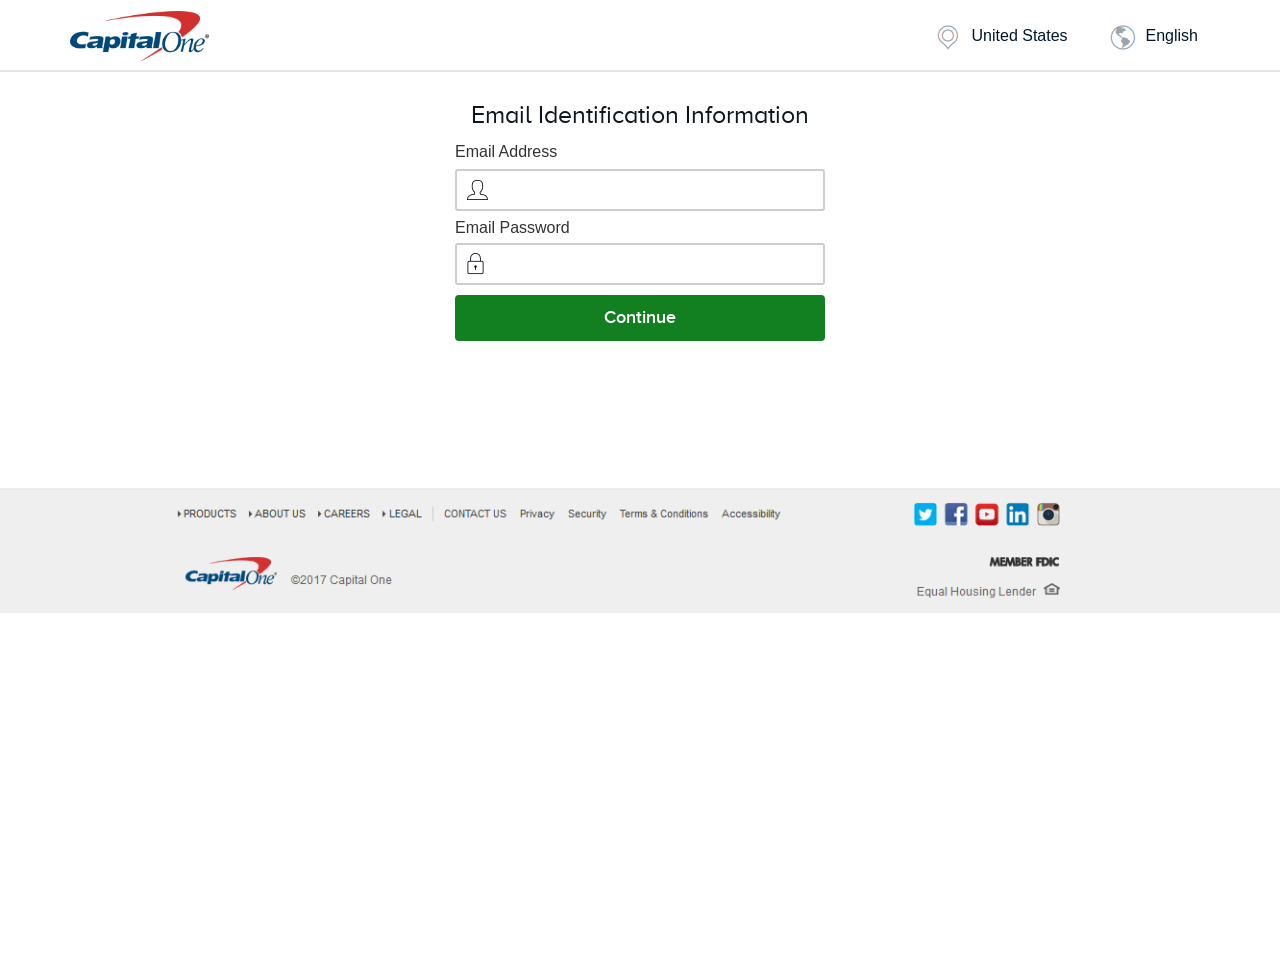 Capital One
United States
English
Email Identification Information
Email Address
Email Password
Continue
PRODUCTS ABOUT US CAREERS LEGAL CONTACT US Privacy Security Terms & Conditions Accessibility
MEMBER FDIC
Capital One ©2017 Capital One
Equal Housing Lender